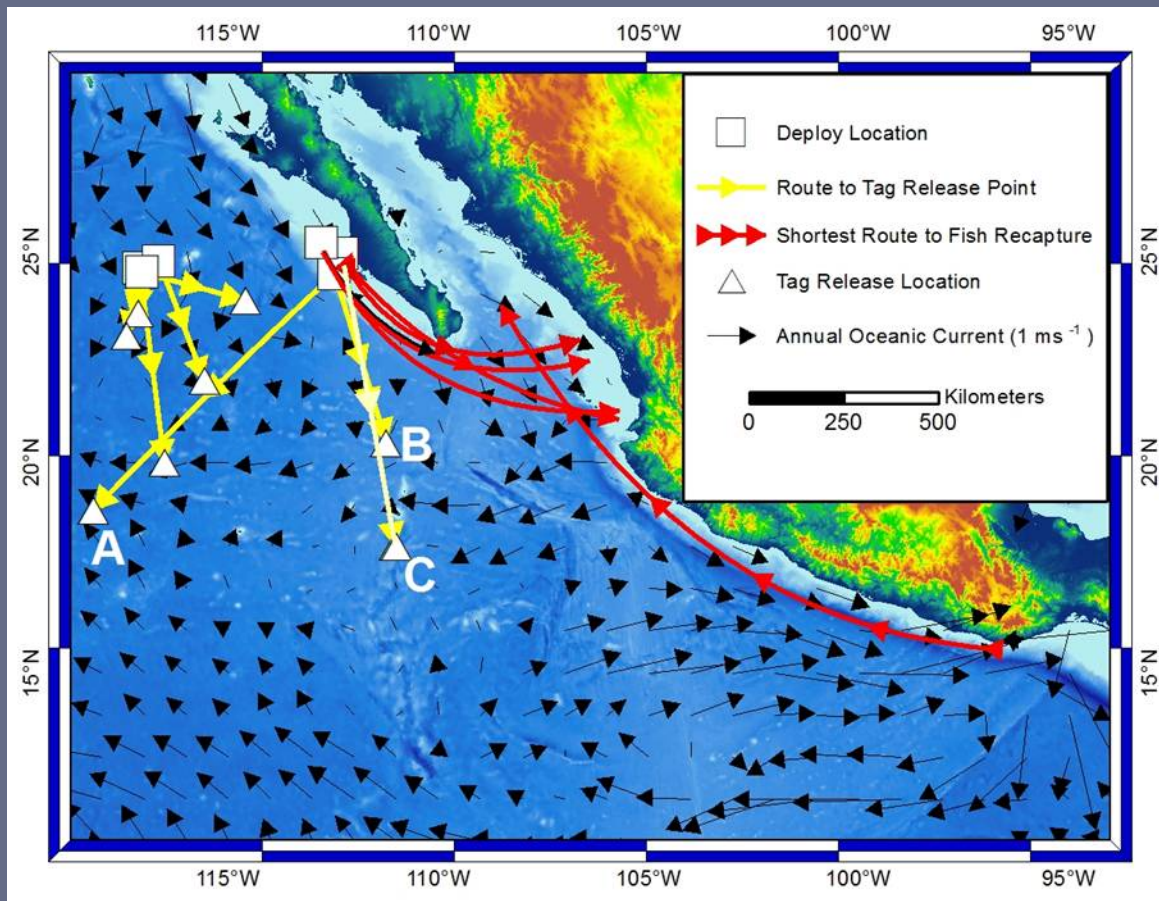 115°W 110°W 105°W 100°W 95°W
Deploy Location
Route to Tag Release Point
Shortest Route to Fish Recapture
Tag Release Location
Annual Oceanic Current (1 ms ⁻¹ )
Kilometers
0 250 500
25°N 25°N
20°N 20°N
15°N 15°N
A
B
C
115°W 110°W 105°W 100°W 95°W